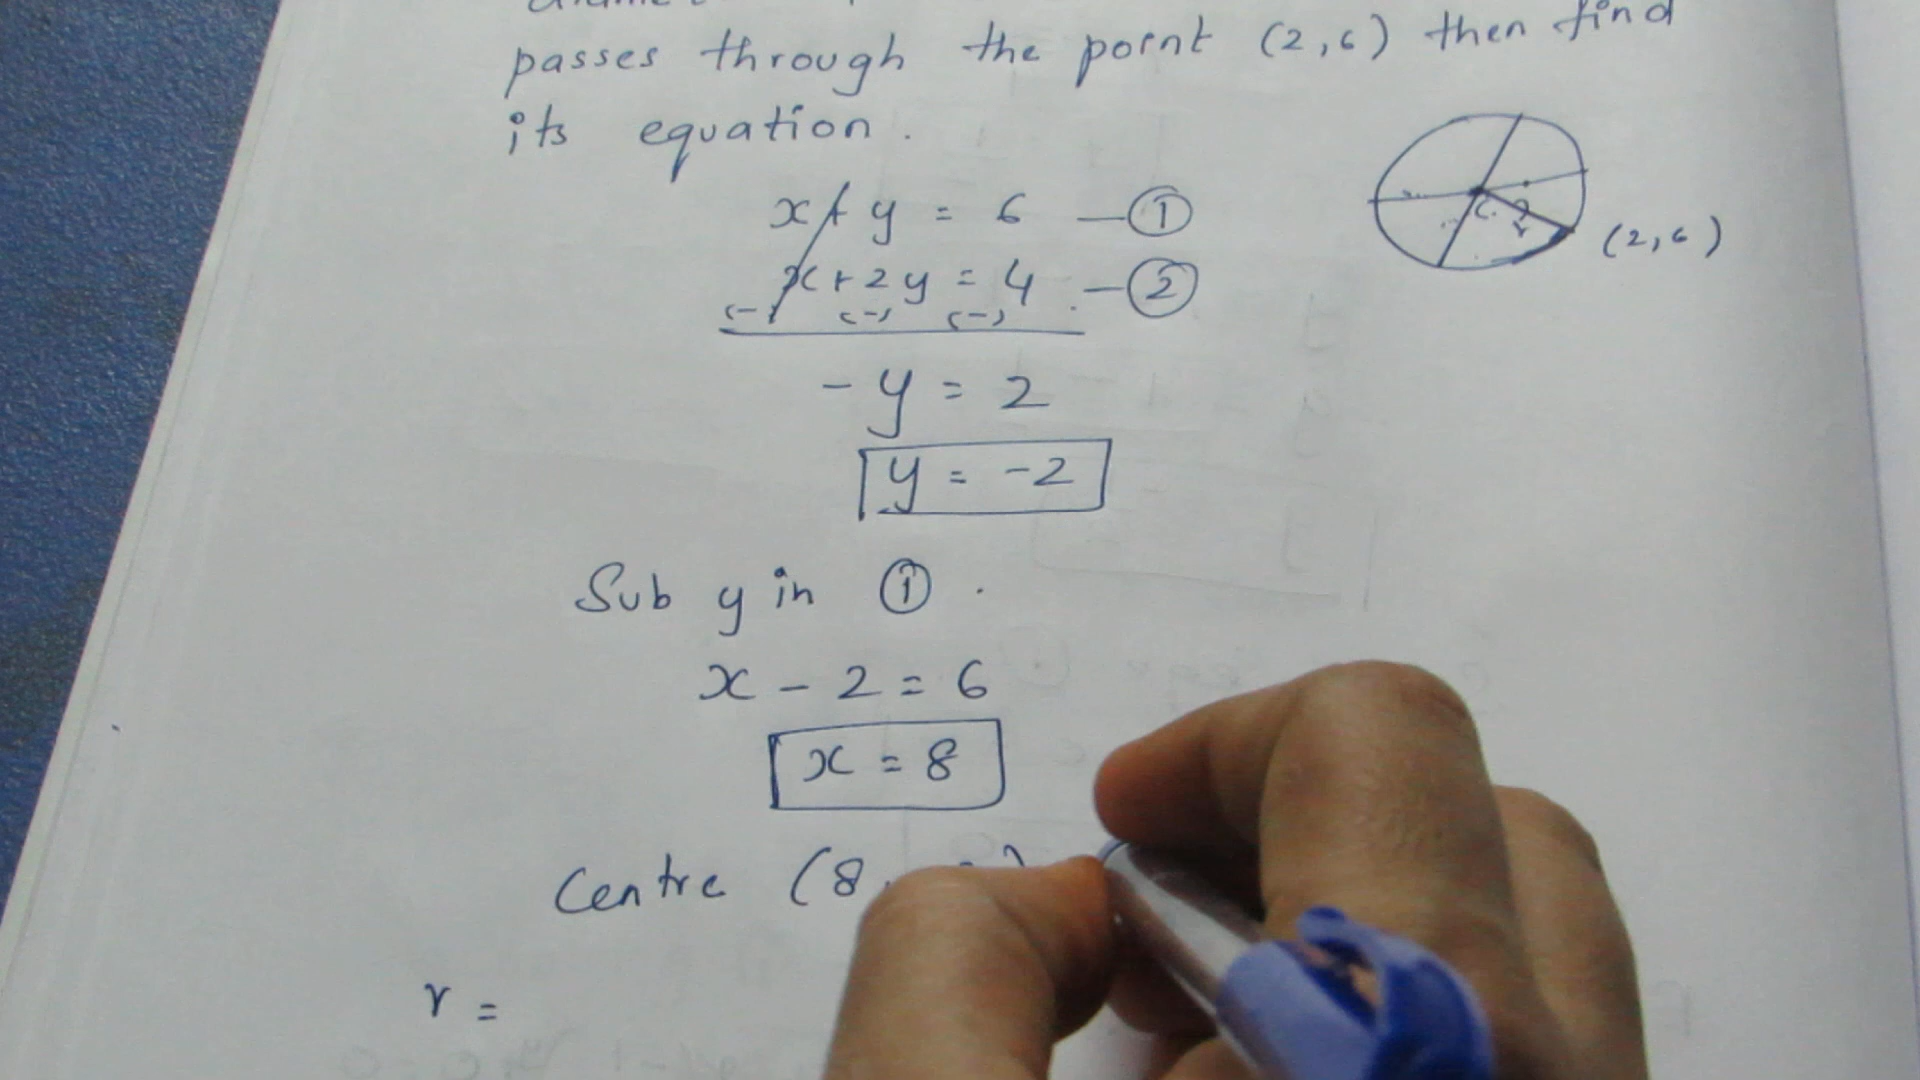 passes through the point (2,6) then find
its equation.
x + y = 6 — ①
x + 2y = 4 — ②
(-) (-) (-)
- y = 2
y = -2
Sub y in ① .
x - 2 = 6
x = 8
Centre (8,
r =
C. r
(2,6)